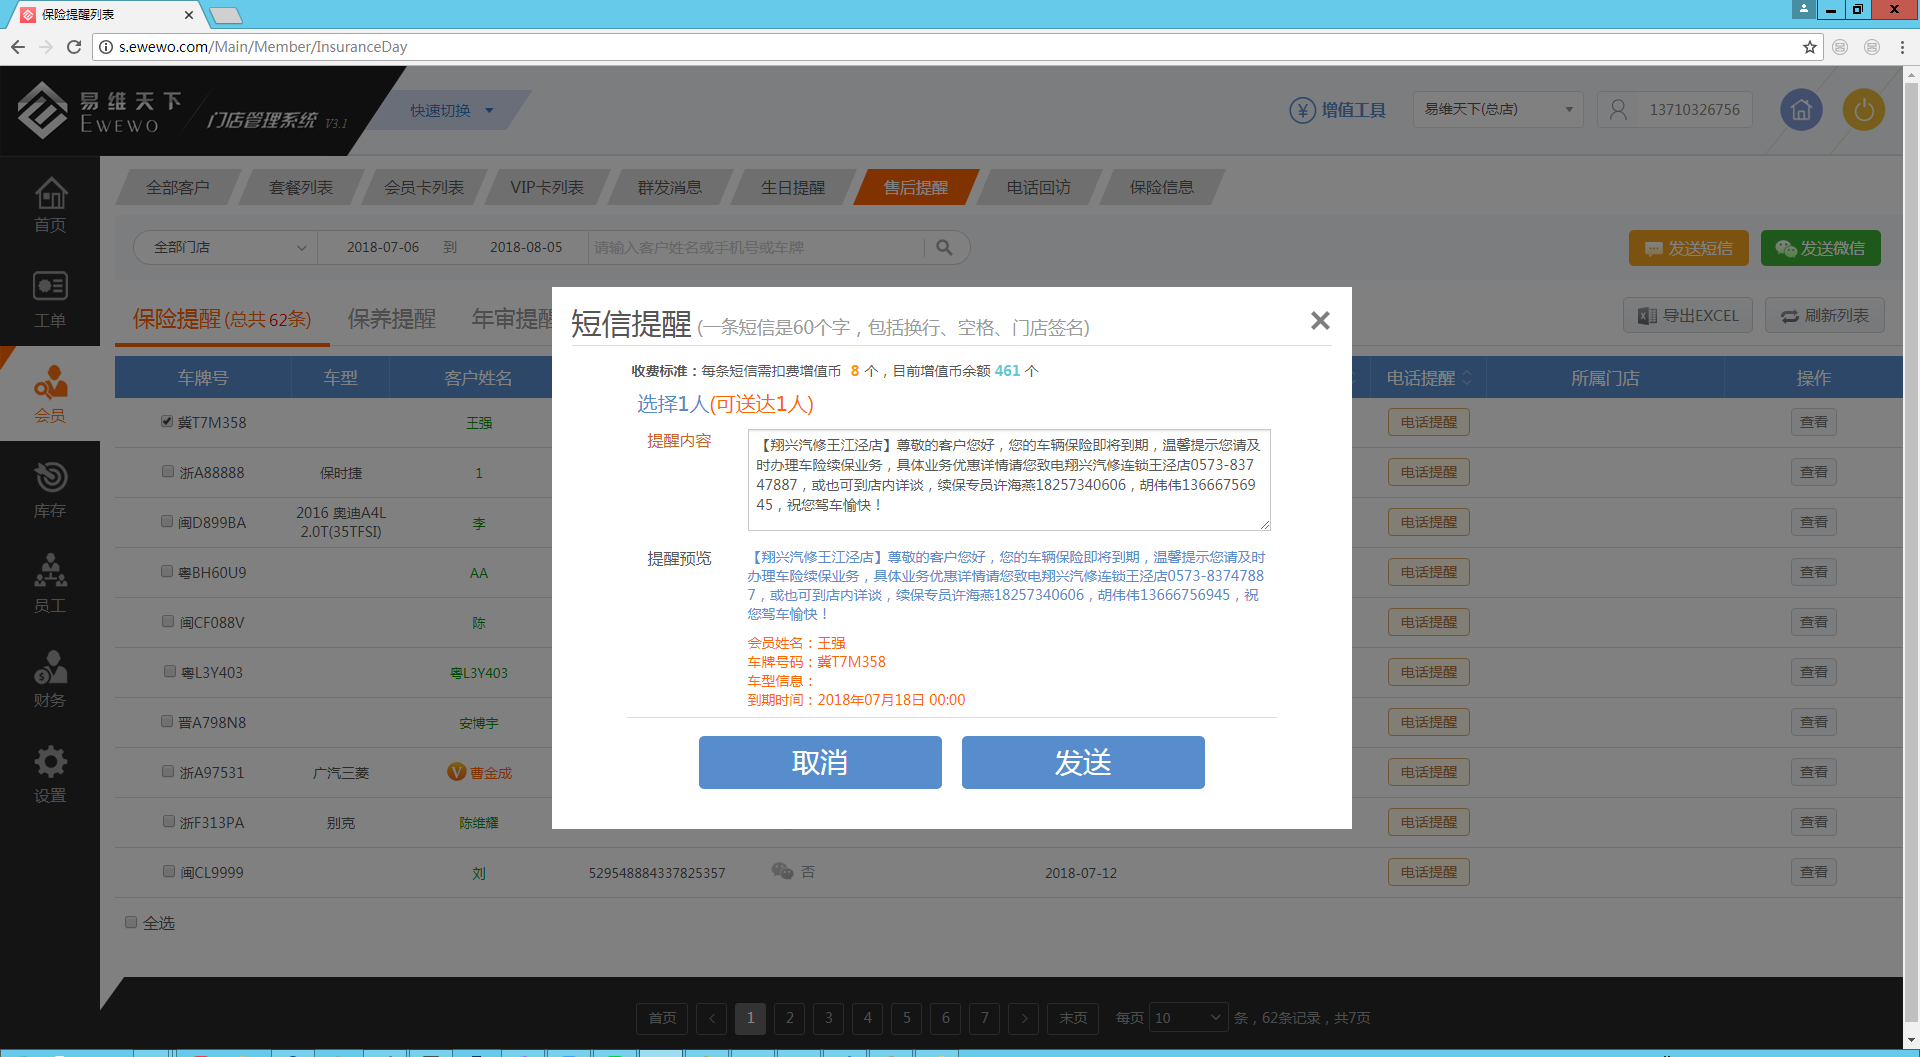 保险提醒列表
s.ewewo.com/Main/Member/InsuranceDay
易维天下
EWEWO
门店管理系统 V3.1
快速切换
增值工具
易维天下(总店)
13710326756
全部客户
套餐列表
会员卡列表
VIP卡列表
群发消息
生日提醒
售后提醒
电话回访
保险信息
首页
工单
会员
库存
员工
财务
设置
全部门店
2018-07-06 到 2018-08-05
请输入客户姓名或手机号或车牌
发送短信
发送微信
保险提醒(总共62条)
保养提醒
年审提醒
导出EXCEL
刷新列表
车牌号 车型 客户姓名 电话提醒 所属门店 操作
冀T7M358 王强 电话提醒 查看
浙A88888 保时捷 1 电话提醒 查看
闽D899BA 2016 奥迪A4L 2.0T(35TFSI) 李 电话提醒 查看
粤BH60U9 AA 电话提醒 查看
闽CF088V 陈 电话提醒 查看
粤L3Y403 粤L3Y403 电话提醒 查看
晋A798N8 安博宇 电话提醒 查看
浙A97531 广汽三菱 V 曹金成 电话提醒 查看
浙F313PA 别克 陈维耀 电话提醒 查看
闽CL9999 刘 529548884337825357 否 2018-07-12 电话提醒 查看
全选
短信提醒(一条短信是60个字，包括换行、空格、门店签名)
收费标准：每条短信需扣费增值币 8 个，目前增值币余额 461 个
选择1人(可送达1人)
提醒内容
【翔兴汽修王江泾店】尊敬的客户您好，您的车辆保险即将到期，温馨提示您请及
时办理车险续保业务，具体业务优惠详情请您致电翔兴汽修连锁王泾店0573-837
47887，或也可到店内详谈，续保专员许海燕18257340606，胡伟伟136667569
45，祝您驾车愉快！
提醒预览
【翔兴汽修王江泾店】尊敬的客户您好，您的车辆保险即将到期，温馨提示您请及时
办理车险续保业务，具体业务优惠详情请您致电翔兴汽修连锁王泾店0573-8374788
7，或也可到店内详谈，续保专员许海燕18257340606，胡伟伟13666756945，祝
您驾车愉快！
会员姓名：王强
车牌号码：冀T7M358
车型信息：
到期时间：2018年07月18日 00:00
取消
发送
首页 1 2 3 4 5 6 7 末页 每页 10 条，62条记录，共7页